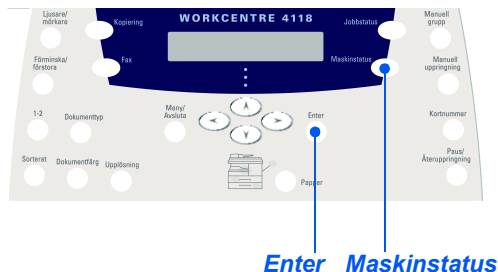 Ljusare/
mörkare
Kopiering
WORKCENTRE 4118
Jobbstatus
Manuell
grupp
Förminska/
förstora
Fax
Maskinstatus
Manuell
uppringning
1-2
Dokumenttyp
Meny/
Avsluta
Enter
Kortnummer
Sorterat
Dokumentfärg
Upplösning
Papper
Paus/
Återuppringning
Enter
Maskinstatus